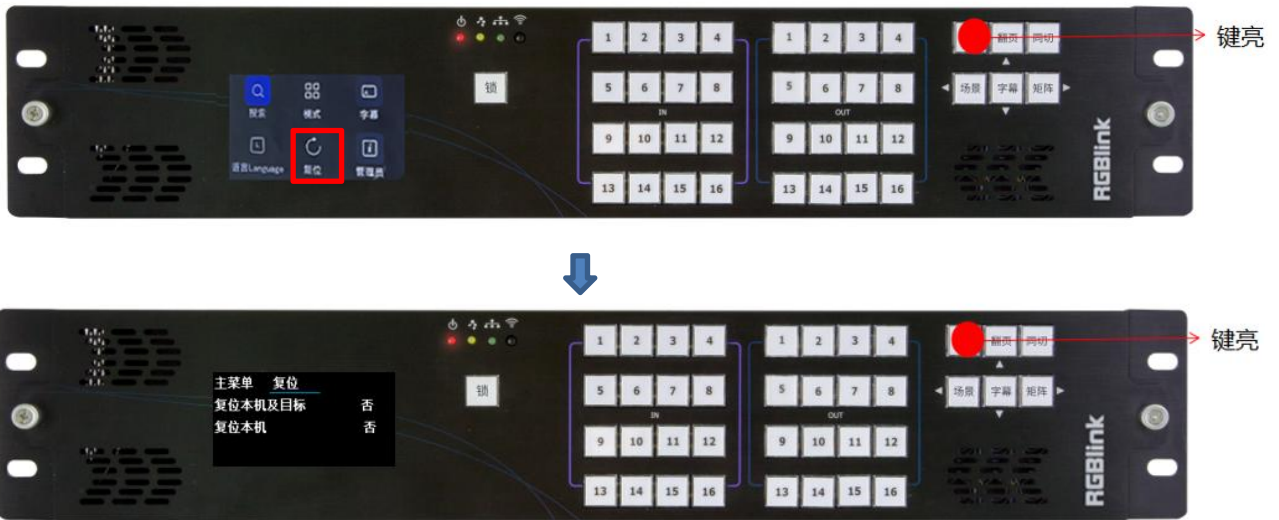 1 2 3 4 1 2 3 4 翻页 同切 键亮
锁
搜索 模式 字幕
5 6 7 8 5 6 7 8 场景 字幕 矩阵
IN OUT
语言Language 复位 管理员
9 10 11 12 9 10 11 12
13 14 15 16 13 14 15 16
RGBlink
1 2 3 4 1 2 3 4 翻页 同切 键亮
主菜单 复位
锁
5 6 7 8 5 6 7 8 场景 字幕 矩阵
复位本机及目标 否
IN OUT
复位本机 否
9 10 11 12 9 10 11 12
13 14 15 16 13 14 15 16
RGBlink